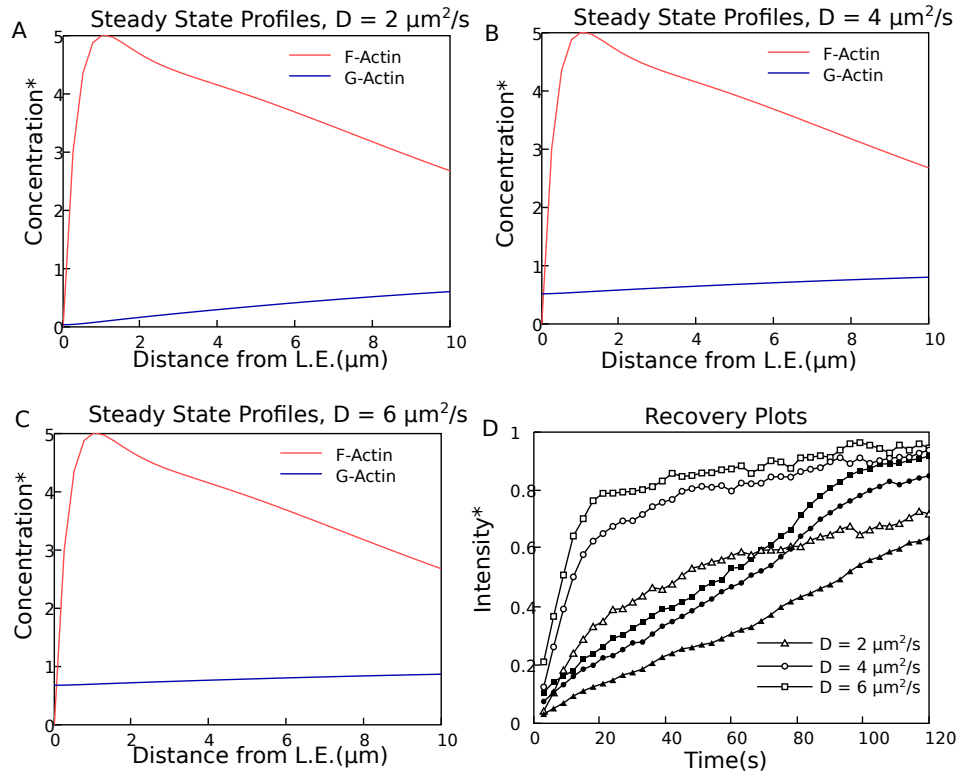 A
Steady State Profiles, D = 2 µm²/s
5
4
3
2
1
0
Concentration*
F-Actin
G-Actin
0 2 4 6 8 10
Distance from L.E.(µm)
B
Steady State Profiles, D = 4 µm²/s
5
4
3
2
1
0
Concentration*
F-Actin
G-Actin
0 2 4 6 8 10
Distance from L.E.(µm)
C
Steady State Profiles, D = 6 µm²/s
5
4
3
2
1
0
Concentration*
F-Actin
G-Actin
0 2 4 6 8 10
Distance from L.E.(µm)
D
Recovery Plots
1
0.8
0.6
0.4
0.2
0
Intensity*
D = 2 µm²/s
D = 4 µm²/s
D = 6 µm²/s
0 20 40 60 80 100 120
Time(s)